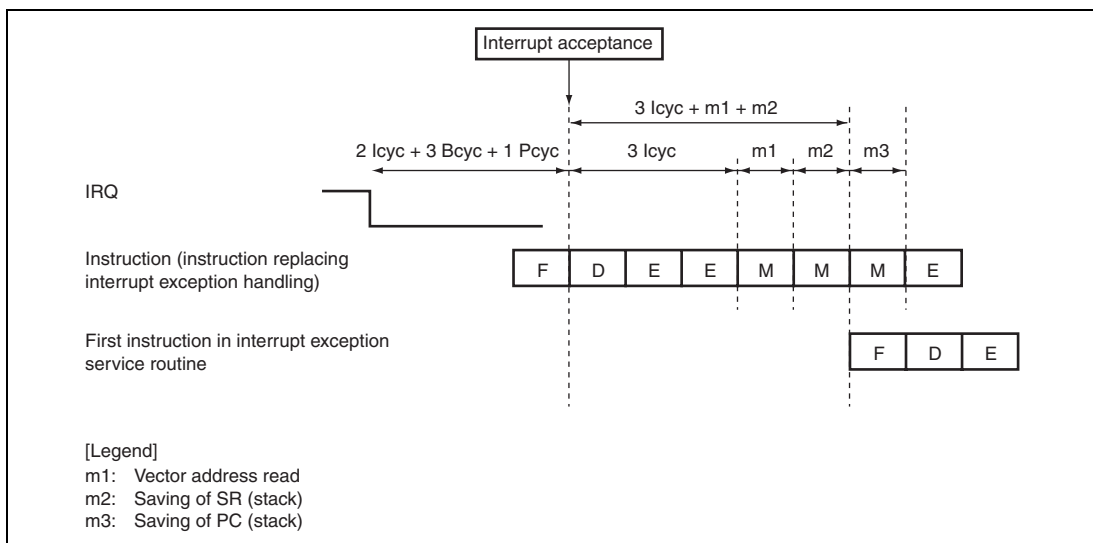 Interrupt acceptance
3 Icyc + m1 + m2
2 Icyc + 3 Bcyc + 1 Pcyc
3 Icyc
m1
m2
m3
IRQ
Instruction (instruction replacing
interrupt exception handling)
F D E E M M M E
First instruction in interrupt exception
service routine
F D E
[Legend]
m1: Vector address read
m2: Saving of SR (stack)
m3: Saving of PC (stack)